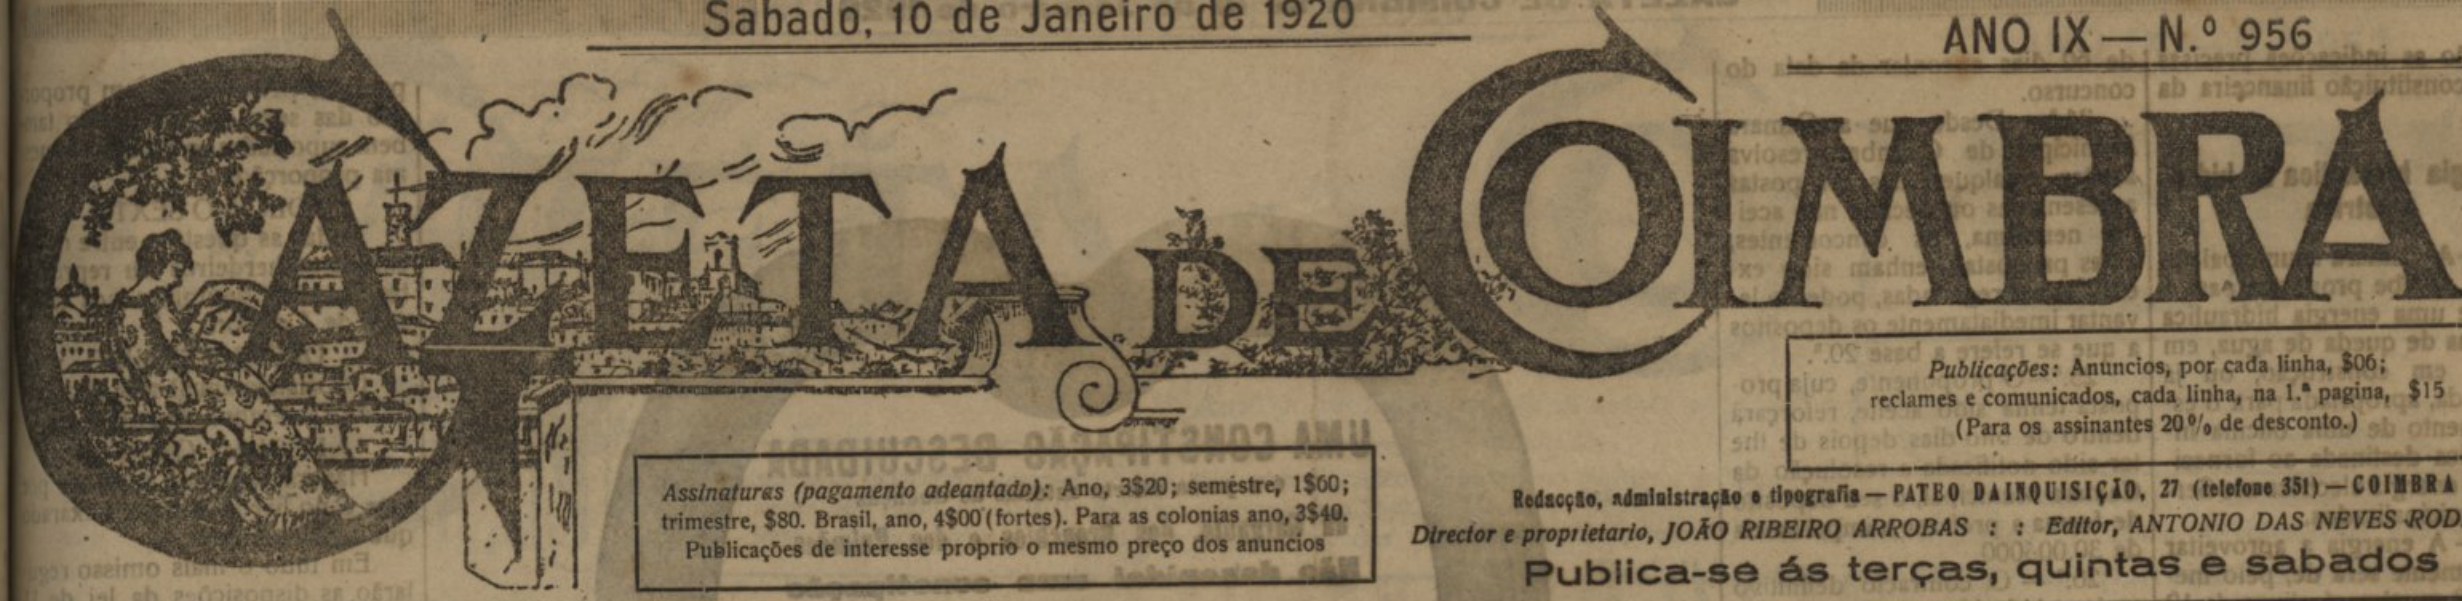 Sabado, 10 de Janeiro de 1920
ANO IX — N.º 956
GAZETA DE COIMBRA
Publicações: Anuncios, por cada linha, $06;
reclames e comunicados, cada linha, na 1.ª pagina, $15
(Para os assinantes 20% de desconto.)
Assinaturas (pagamento adeantado): Ano, 3$20; semestre, 1$60;
trimestre, $80. Brasil, ano, 4$00 (fortes). Para as colonias ano, 3$40.
Publicações de interesse proprio o mesmo preço dos anuncios
Redacção, administração e tipografia — PATEO DA INQUISIÇÃO, 27 (telefone 351) — COIMBRA
Director e proprietario, JOÃO RIBEIRO ARROBAS : : Editor, ANTONIO DAS NEVES ROD
Publica-se ás terças, quintas e sabados